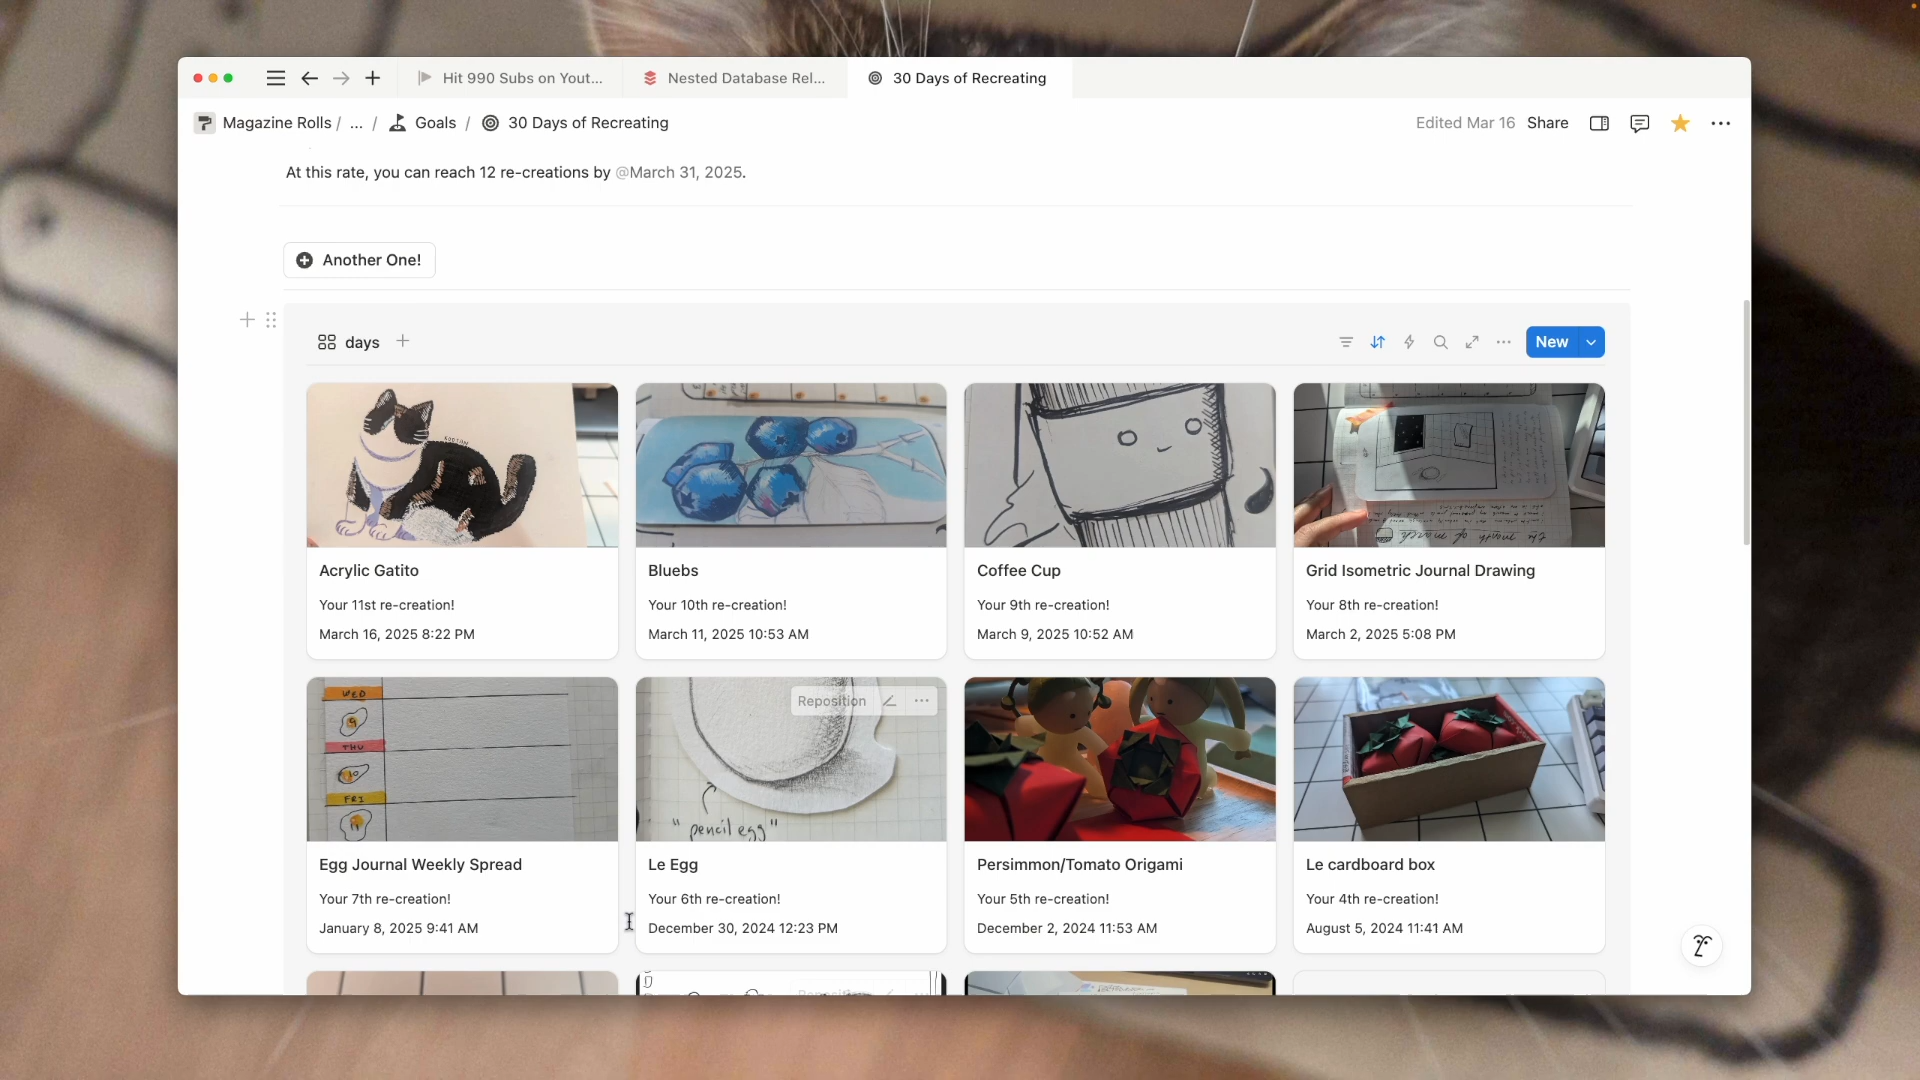 Hit 990 Subs on Yout...
Nested Database Rel...
30 Days of Recreating
Magazine Rolls / ... / Goals / 30 Days of Recreating
Edited Mar 16 Share
At this rate, you can reach 12 re-creations by @March 31, 2025.
Another One!
days
New
Acrylic Gatito
Your 11st re-creation!
March 16, 2025 8:22 PM
Bluebs
Your 10th re-creation!
March 11, 2025 10:53 AM
Coffee Cup
Your 9th re-creation!
March 9, 2025 10:52 AM
the month of march
Grid Isometric Journal Drawing
Your 8th re-creation!
March 2, 2025 5:08 PM
WED
THU
FRI
Egg Journal Weekly Spread
Your 7th re-creation!
January 8, 2025 9:41 AM
Reposition
"pencil egg"
Le Egg
Your 6th re-creation!
December 30, 2024 12:23 PM
Persimmon/Tomato Origami
Your 5th re-creation!
December 2, 2024 11:53 AM
Le cardboard box
Your 4th re-creation!
August 5, 2024 11:41 AM